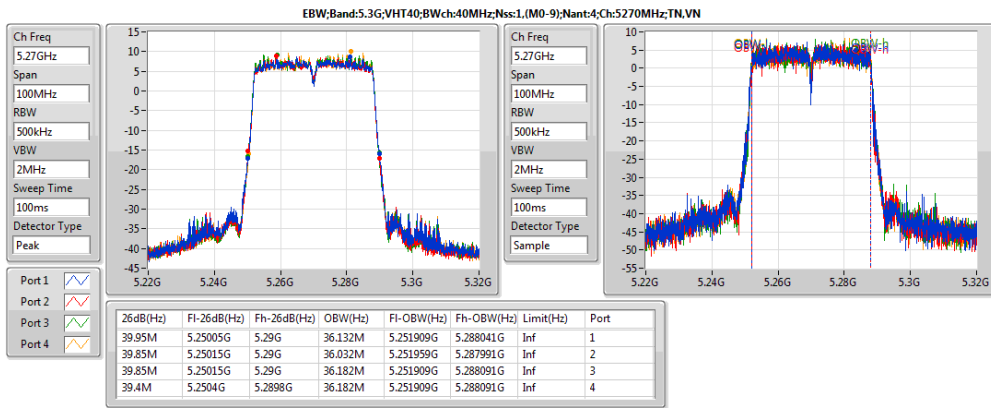 EBW;Band:5.3G;VHT40;BWch:40MHz;Nss:1,(M0-9);Nant:4;Ch:5270MHz;TN,VN
Ch Freq
5.27GHz
Span
100MHz
RBW
500kHz
VBW
2MHz
Sweep Time
100ms
Detector Type
Peak
15
10
5
0
-5
-10
-15
-20
-25
-30
-35
-40
-45
5.22G 5.24G 5.26G 5.28G 5.3G 5.32G
Ch Freq
5.27GHz
Span
100MHz
RBW
500kHz
VBW
2MHz
Sweep Time
100ms
Detector Type
Sample
10
5
0
-5
-10
-15
-20
-25
-30
-35
-40
-45
-50
-55
5.22G 5.24G 5.26G 5.28G 5.3G 5.32G
Port 1
Port 2
Port 3
Port 4
26dB(Hz) Fl-26dB(Hz) Fh-26dB(Hz) OBW(Hz) Fl-OBW(Hz) Fh-OBW(Hz) Limit(Hz) Port
39.95M 5.25005G 5.29G 36.132M 5.251909G 5.288041G Inf 1
39.85M 5.25015G 5.29G 36.032M 5.251959G 5.287991G Inf 2
39.85M 5.25015G 5.29G 36.182M 5.251909G 5.288091G Inf 3
39.4M 5.2504G 5.2898G 36.182M 5.251909G 5.288091G Inf 4